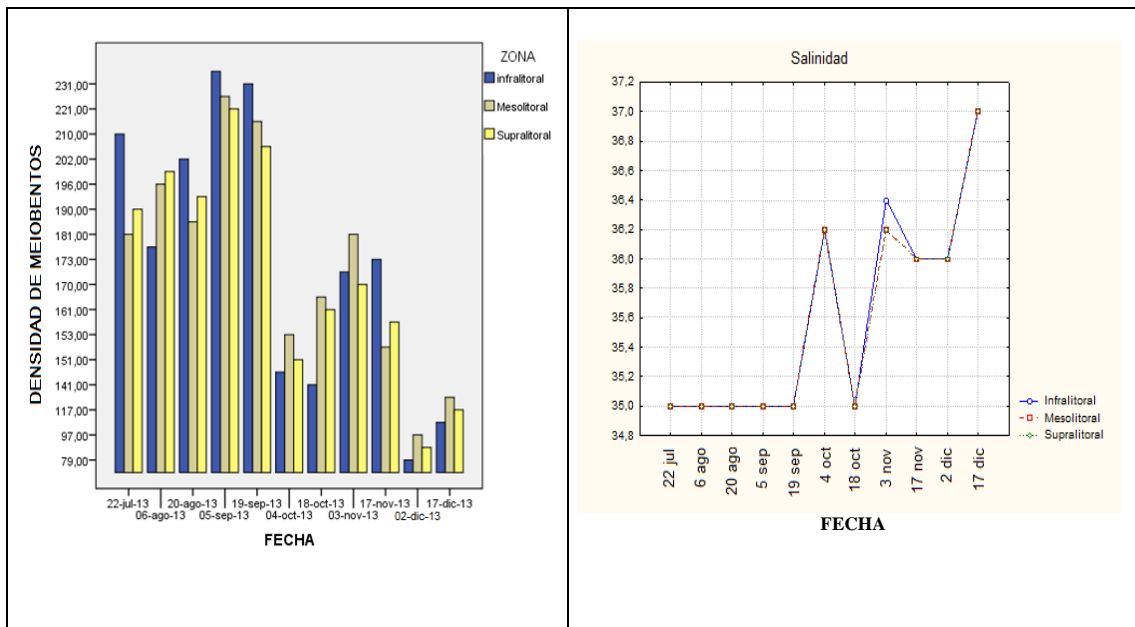 ZONA
infralitoral
Mesolitoral
Supralitoral
DENSIDAD DE MEIOBENTOS
231,00
221,00
210,00
202,00
196,00
190,00
181,00
173,00
170,00
161,00
153,00
151,00
141,00
117,00
97,00
79,00
22-jul-13 20-ago-13 19-sep-13 18-oct-13 17-nov-13 17-dic-13
06-ago-13 05-sep-13 04-oct-13 03-nov-13 02-dic-13
FECHA
Salinidad
37,2
37,0
36,8
36,6
36,4
36,2
36,0
35,8
35,6
35,4
35,2
35,0
34,8
22 jul
6 ago
20 ago
5 sep
19 sep
4 oct
18 oct
3 nov
17 nov
2 dic
17 dic
Infralitoral
Mesolitoral
Supralitoral
FECHA